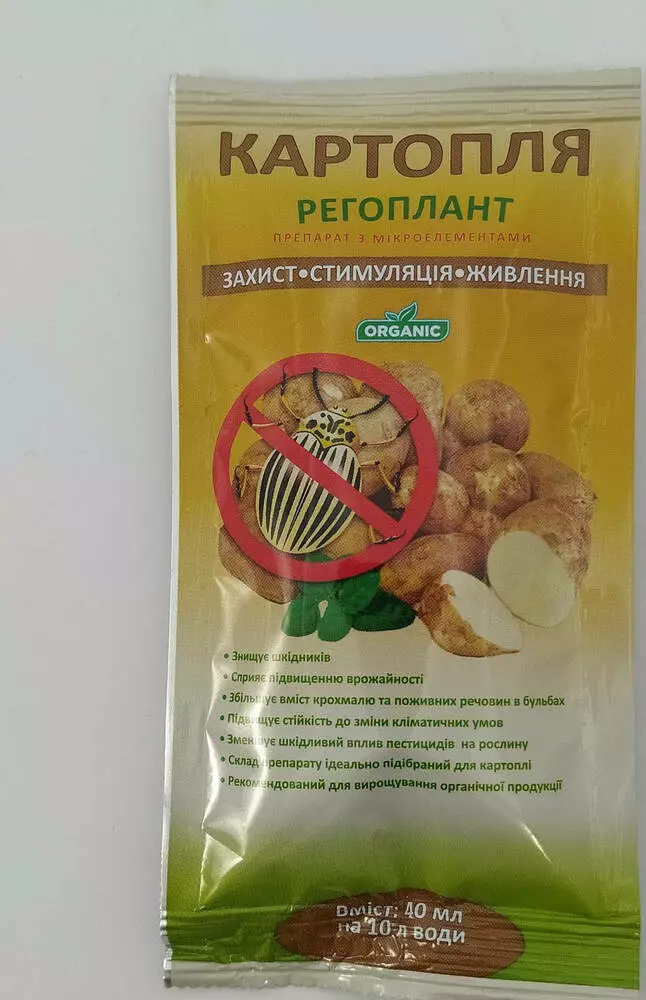 КАРТОПЛЯ
РЕГОПЛАНТ
ПРЕПАРАТ З МІКРОЕЛЕМЕНТАМИ
ЗАХИСТ•СТИМУЛЯЦІЯ•ЖИВЛЕННЯ
ORGANIC
• Знищує шкідників
• Сприяє підвищенню врожайності
• Збільшує вміст крохмалю та поживних речовин в бульбах
• Підвищує стійкість до зміни кліматичних умов
• Зменшує шкідливий вплив пестицидів на рослину
• Склад препарату ідеально підібраний для картоплі
• Рекомендований для вирощування органічної продукції
Вміст: 40 мл
на 10 л води